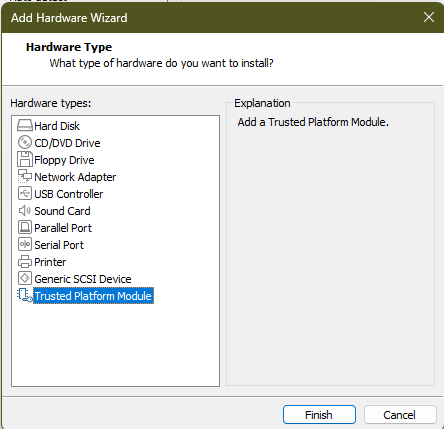 Add Hardware Wizard
Hardware Type
What type of hardware do you want to install?
Hardware types:
Hard Disk
CD/DVD Drive
Floppy Drive
Network Adapter
USB Controller
Sound Card
Parallel Port
Serial Port
Printer
Generic SCSI Device
Trusted Platform Module
Explanation
Add a Trusted Platform Module.
Finish
Cancel